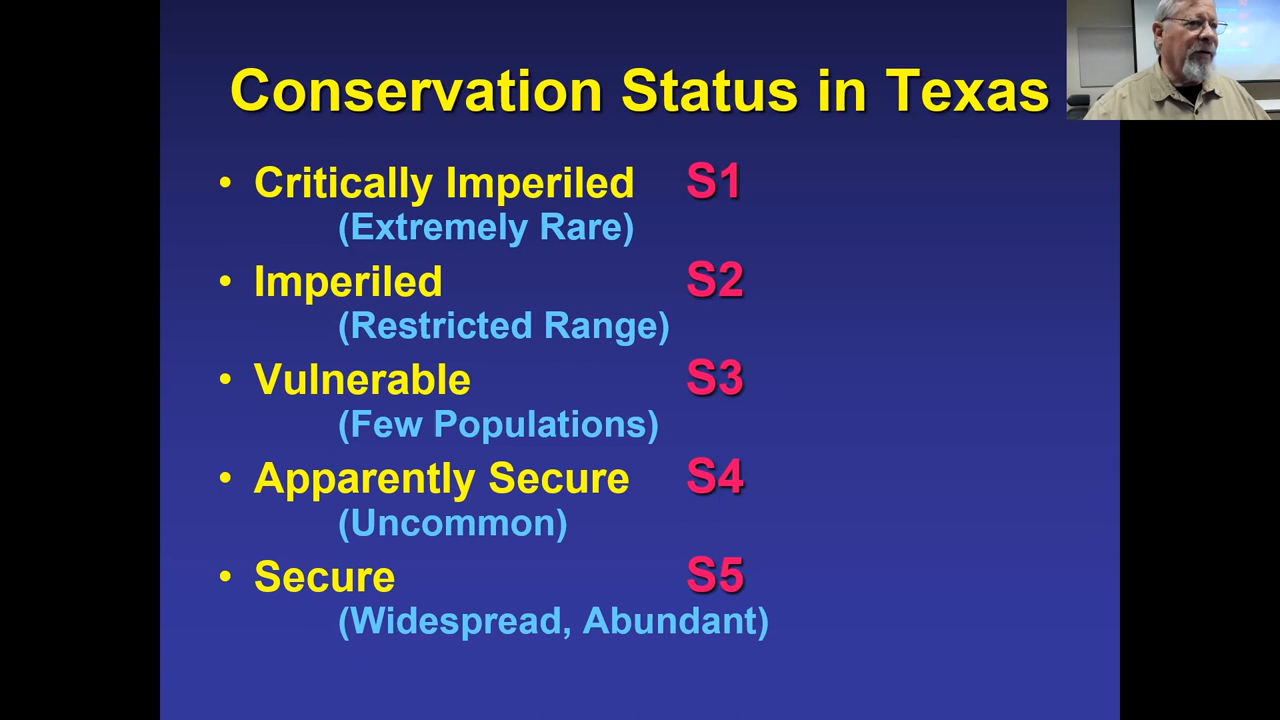 Conservation Status in Texas
• Critically Imperiled S1
(Extremely Rare)
• Imperiled S2
(Restricted Range)
• Vulnerable S3
(Few Populations)
• Apparently Secure S4
(Uncommon)
• Secure S5
(Widespread, Abundant)